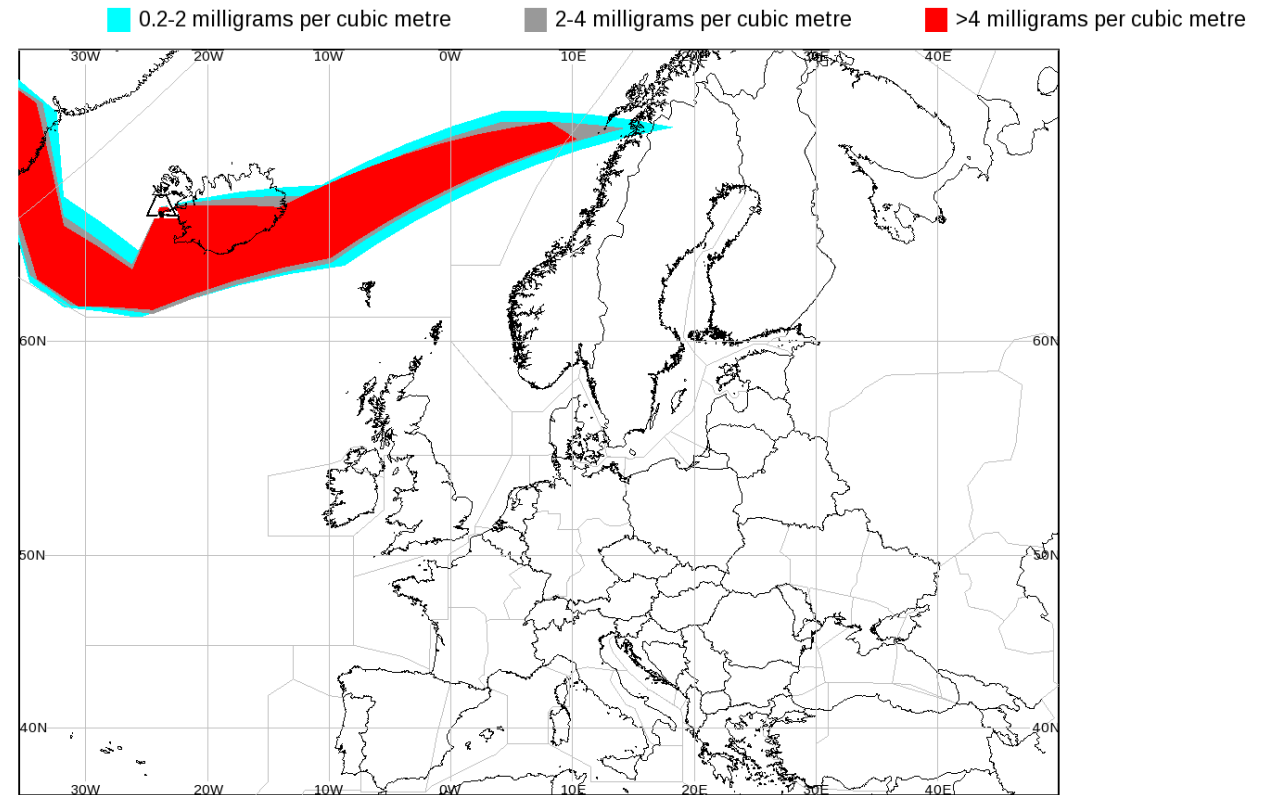 0.2-2 milligrams per cubic metre 2-4 milligrams per cubic metre >4 milligrams per cubic metre
30W 20W 10W 0W 10E 20E 30E 40E
60N 60N
50N 50N
40N 40N
30W 20W 10W 0W 10E 20E 30E 40E